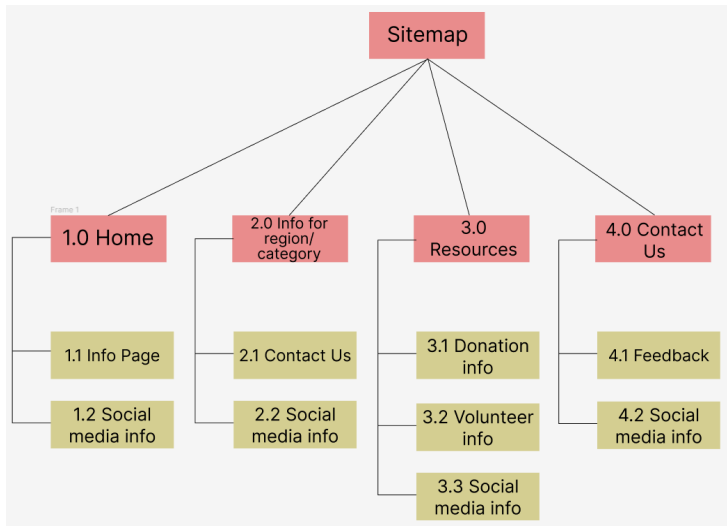 Sitemap
Frame 1
1.0 Home
2.0 Info for
region/
category
3.0
Resources
4.0 Contact
Us
1.1 Info Page
1.2 Social
media info
2.1 Contact Us
2.2 Social
media info
3.1 Donation
info
3.2 Volunteer
info
3.3 Social
media info
4.1 Feedback
4.2 Social
media info